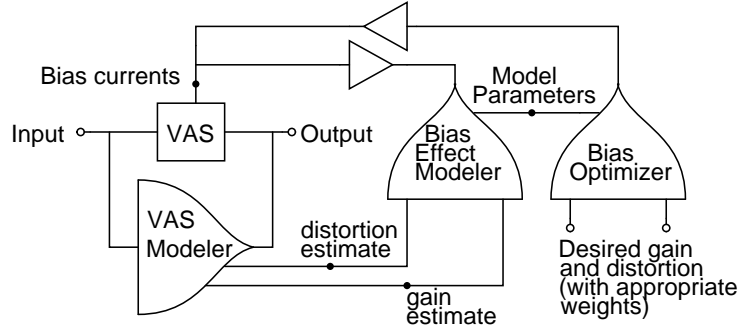 Bias currents
Model
Parameters
Input
VAS
Output
Bias
Effect
Modeler
Bias
Optimizer
VAS
Modeler
distortion
estimate
gain
estimate
Desired gain
and distortion
(with appropriate
weights)